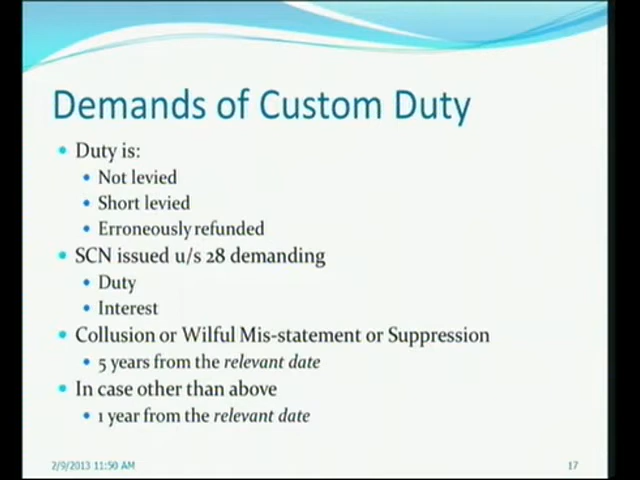 Demands of Custom Duty
Duty is:
Not levied
Short levied
Erroneously refunded
SCN issued u/s 28 demanding
Duty
Interest
Collusion or Wilful Mis-statement or Suppression
5 years from the relevant date
In case other than above
1 year from the relevant date
2/9/2013 11:50 AM
17